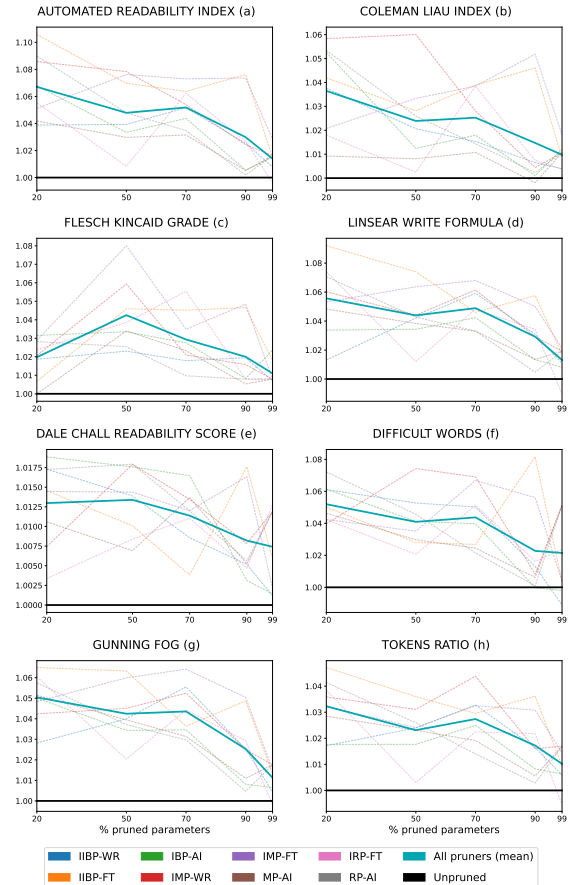 AUTOMATED READABILITY INDEX (a)
1.10
1.08
1.06
1.04
1.02
1.00
20 50 70 90 99
COLEMAN LIAU INDEX (b)
1.06
1.05
1.04
1.03
1.02
1.01
1.00
20 50 70 90 99
FLESCH KINCAID GRADE (c)
1.08
1.07
1.06
1.05
1.04
1.03
1.02
1.01
1.00
20 50 70 90 99
LINSEAR WRITE FORMULA (d)
1.08
1.06
1.04
1.02
1.00
20 50 70 90 99
DALE CHALL READABILITY SCORE (e)
1.0175
1.0150
1.0125
1.0100
1.0075
1.0050
1.0025
1.0000
20 50 70 90 99
DIFFICULT WORDS (f)
1.08
1.06
1.04
1.02
1.00
20 50 70 90 99
GUNNING FOG (g)
1.06
1.05
1.04
1.03
1.02
1.01
1.00
20 50 70 90 99
% pruned parameters
TOKENS RATIO (h)
1.04
1.03
1.02
1.01
1.00
20 50 70 90 99
% pruned parameters
IIBP-WR IBP-AI IMP-FT IRP-FT All pruners (mean)
IIBP-FT IMP-WR MP-AI RP-AI Unpruned